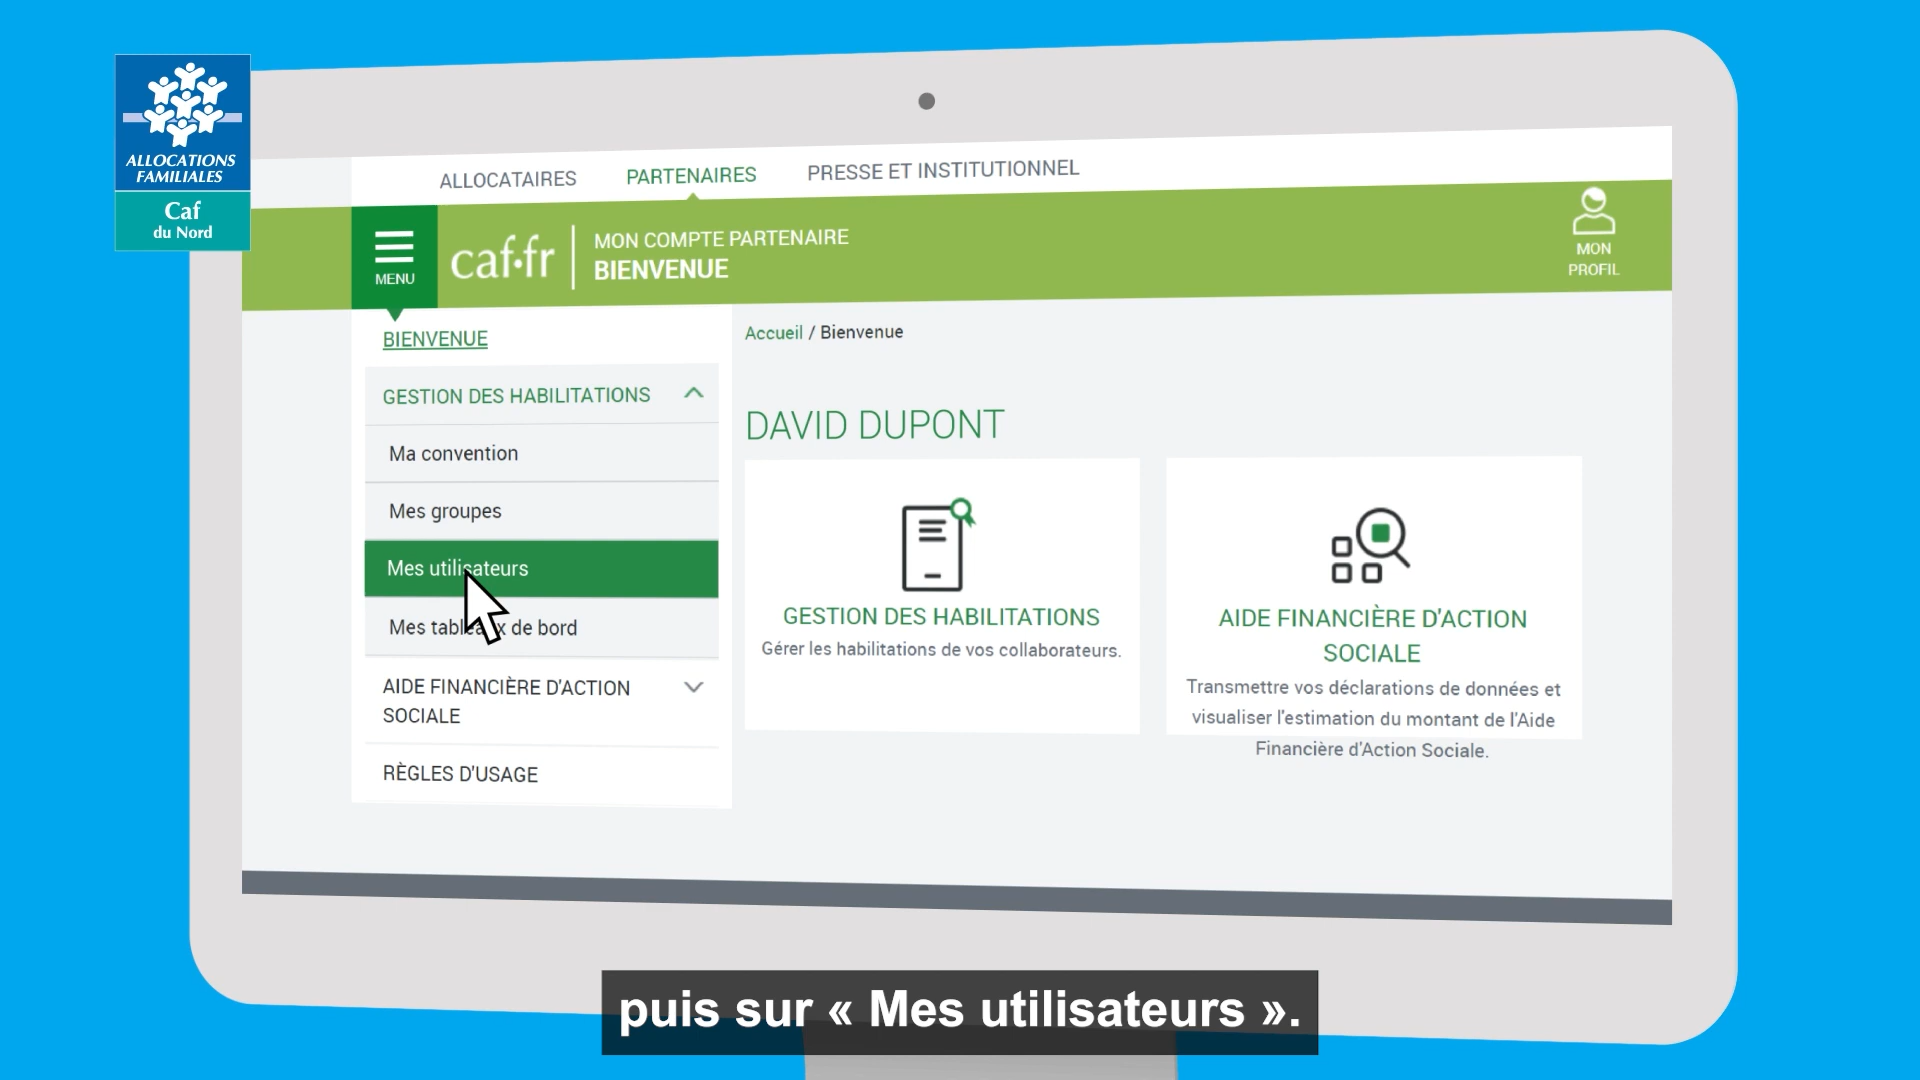 ALLOCATIONS
FAMILIALES
Caf
du Nord
ALLOCATAIRES
PARTENAIRES
PRESSE ET INSTITUTIONNEL
MENU
caf.fr
MON COMPTE PARTENAIRE
BIENVENUE
MON
PROFIL
BIENVENUE
GESTION DES HABILITATIONS
Ma convention
Mes groupes
Mes utilisateurs
Mes tableaux de bord
AIDE FINANCIÈRE D'ACTION
SOCIALE
RÈGLES D'USAGE
Accueil / Bienvenue
DAVID DUPONT
GESTION DES HABILITATIONS
Gérer les habilitations de vos collaborateurs.
AIDE FINANCIÈRE D'ACTION
SOCIALE
Transmettre vos déclarations de données et
visualiser l'estimation du montant de l'Aide
Financière d'Action Sociale.
puis sur « Mes utilisateurs ».